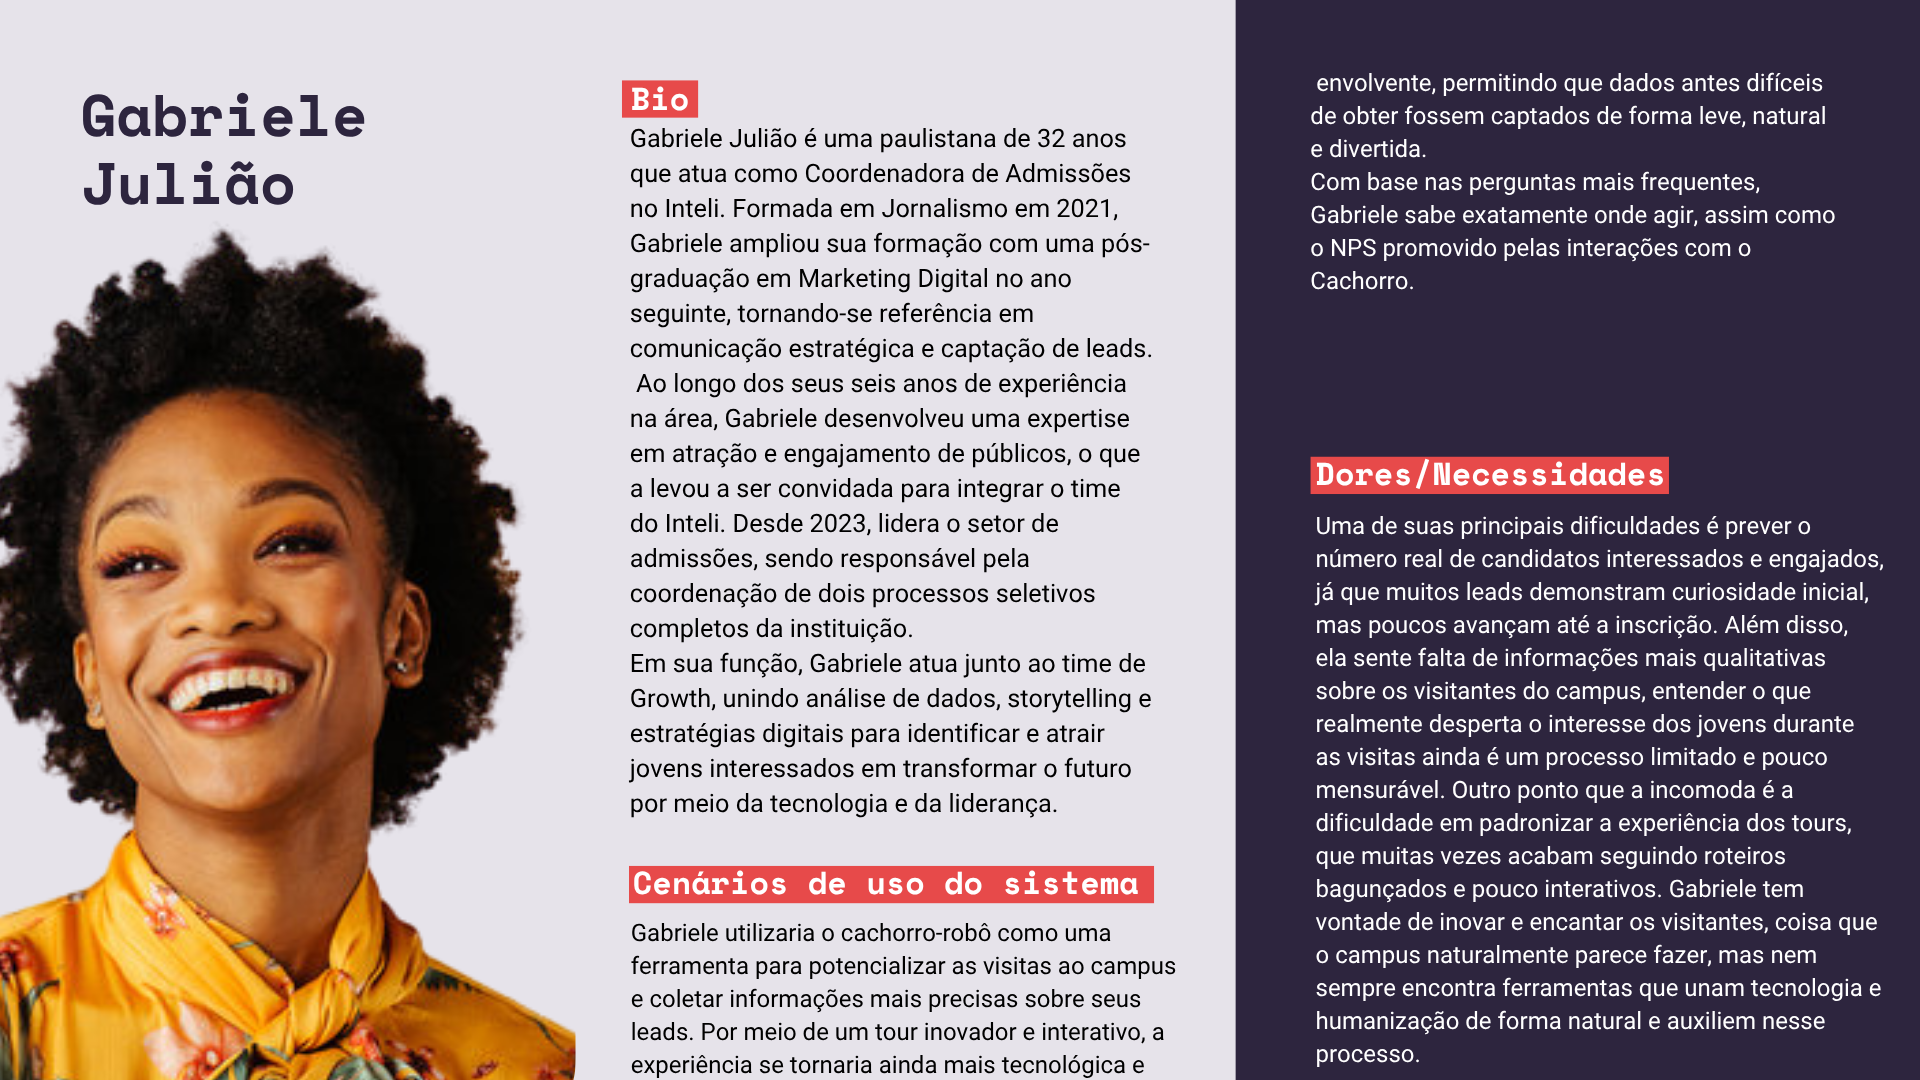 Gabriele
Julião
Bio
Gabriele Julião é uma paulistana de 32 anos
que atua como Coordenadora de Admissões
no Inteli. Formada em Jornalismo em 2021,
Gabriele ampliou sua formação com uma pós-
graduação em Marketing Digital no ano
seguinte, tornando-se referência em
comunicação estratégica e captação de leads.
Ao longo dos seus seis anos de experiência
na área, Gabriele desenvolveu uma expertise
em atração e engajamento de públicos, o que
a levou a ser convidada para integrar o time
do Inteli. Desde 2023, lidera o setor de
admissões, sendo responsável pela
coordenação de dois processos seletivos
completos da instituição.
Em sua função, Gabriele atua junto ao time de
Growth, unindo análise de dados, storytelling e
estratégias digitais para identificar e atrair
jovens interessados em transformar o futuro
por meio da tecnologia e da liderança.
Cenários de uso do sistema
Gabriele utilizaria o cachorro-robô como uma
ferramenta para potencializar as visitas ao campus
e coletar informações mais precisas sobre seus
leads. Por meio de um tour inovador e interativo, a
experiência se tornaria ainda mais tecnológica e
envolvente, permitindo que dados antes difíceis
de obter fossem captados de forma leve, natural
e divertida.
Com base nas perguntas mais frequentes,
Gabriele sabe exatamente onde agir, assim como
o NPS promovido pelas interações com o
Cachorro.
Dores/Necessidades
Uma de suas principais dificuldades é prever o
número real de candidatos interessados e engajados,
já que muitos leads demonstram curiosidade inicial,
mas poucos avançam até a inscrição. Além disso,
ela sente falta de informações mais qualitativas
sobre os visitantes do campus, entender o que
realmente desperta o interesse dos jovens durante
as visitas ainda é um processo limitado e pouco
mensurável. Outro ponto que a incomoda é a
dificuldade em padronizar a experiência dos tours,
que muitas vezes acabam seguindo roteiros
bagunçados e pouco interativos. Gabriele tem
vontade de inovar e encantar os visitantes, coisa que
o campus naturalmente parece fazer, mas nem
sempre encontra ferramentas que unam tecnologia e
humanização de forma natural e auxiliem nesse
processo.